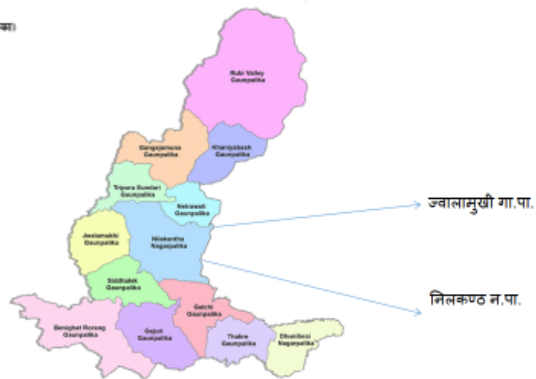 Rubi Valley
Gaunpalika
Gangajamuna
Gaunpalika
Khaniyabash
Gaunpalika
Tripura Sundari
Gaunpalika
Netrawati
Gaunpalika
ज्वालामुखी गा.पा.
Jwalamukhi
Gaunpalika
Nilakantha
Nagarpalika
Siddhalek
Gaunpalika
निलकण्ठ न.पा.
Galchi
Gaunpalika
Benighat Rorang
Gaunpalika
Gajuri
Gaunpalika
Thakre
Gaunpalika
Dhunibesi
Nagarpalika